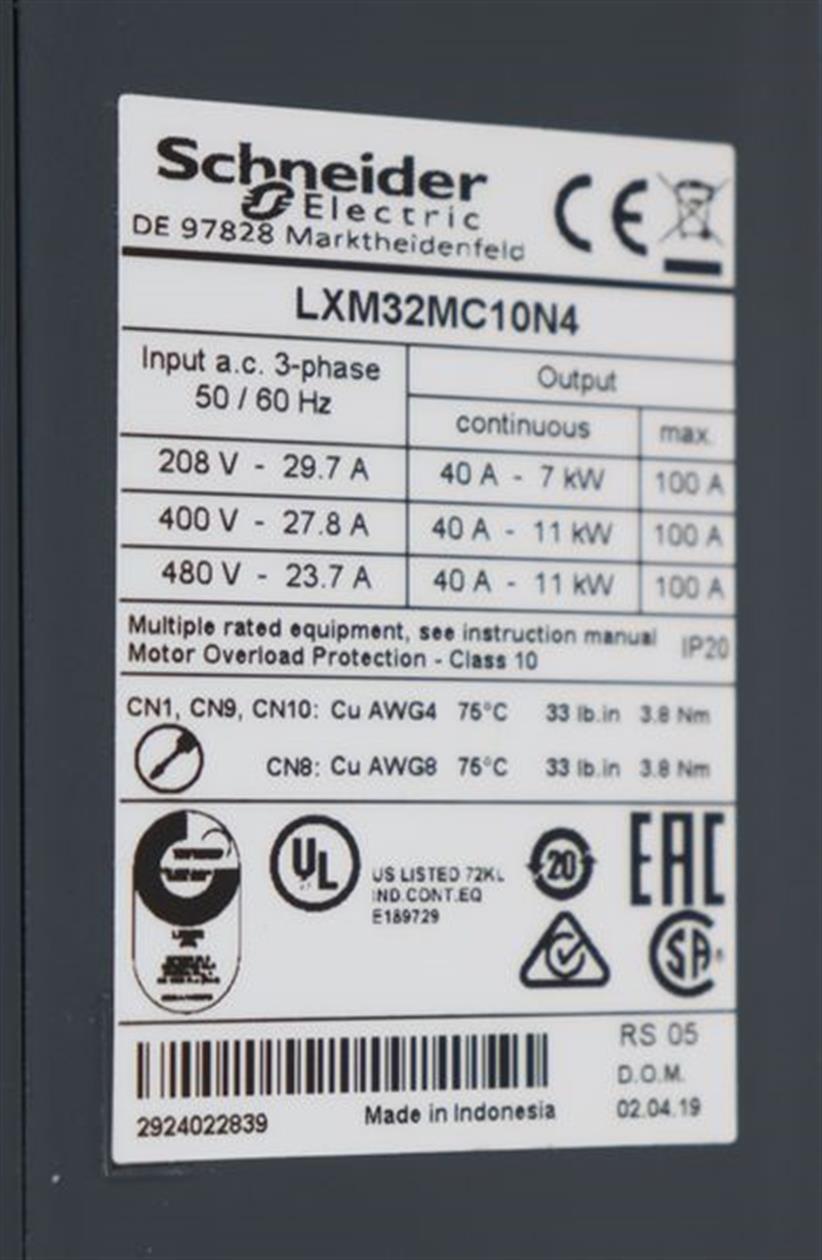 Schneider
Electric
DE 97828 Marktheidenfeld
CE
LXM32MC10N4
Input a.c. 3-phase
50 / 60 Hz
Output
continuous
max.
208 V - 29.7 A
40 A - 7 kW
100 A
400 V - 27.8 A
40 A - 11 kW
100 A
480 V - 23.7 A
40 A - 11 kW
100 A
Multiple rated equipment, see instruction manual
Motor Overload Protection - Class 10
IP20
CN1, CN9, CN10: Cu AWG4 75°C 33 lb.in 3.8 Nm
CN8: Cu AWG8 75°C 33 lb.in 3.8 Nm
UL
US LISTED 72KL
IND.CONT.EQ
E189729
20
EAC
SA
2924022839
Made in Indonesia
RS 05
D.O.M.
02.04.19